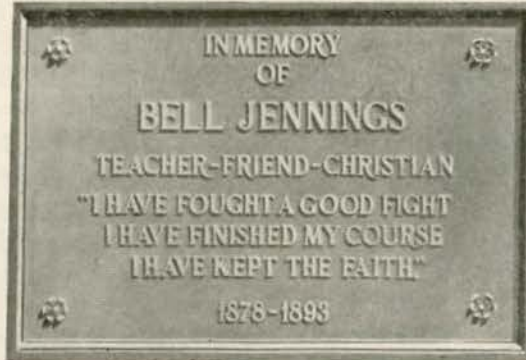 IN MEMORY
OF
BELL JENNINGS
TEACHER-FRIEND-CHRISTIAN
"I HAVE FOUGHT A GOOD FIGHT
I HAVE FINISHED MY COURSE
I HAVE KEPT THE FAITH."
1878-1893